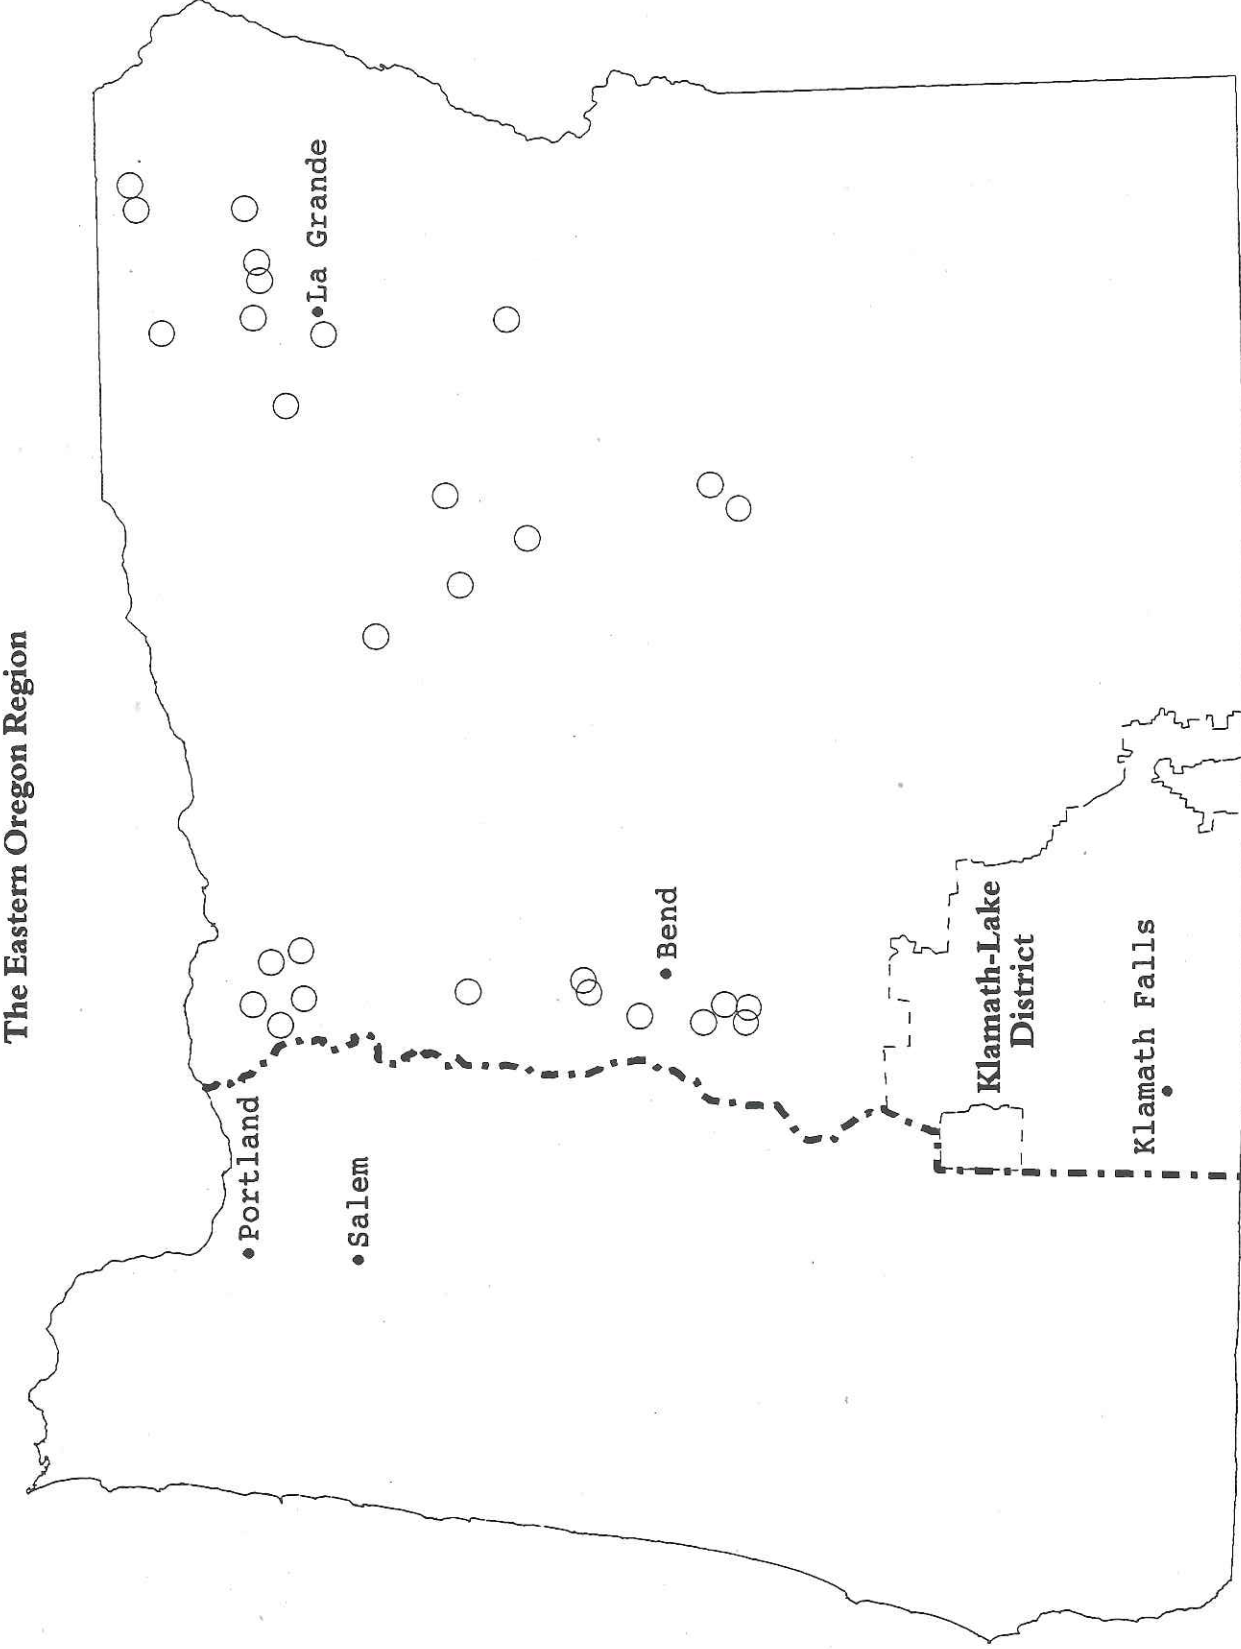 The Eastern Oregon Region
La Grande
Portland
Salem
Bend
Klamath-Lake
District
Klamath Falls